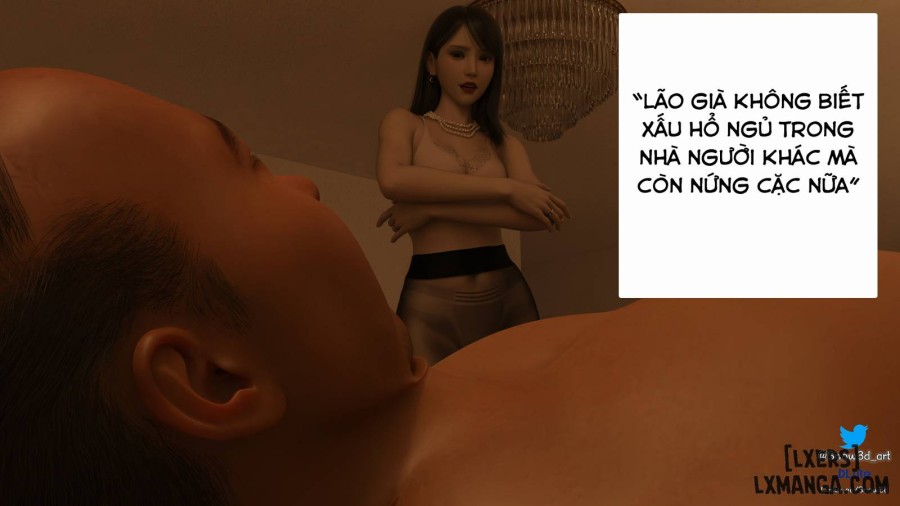 "LÃO GIÀ KHÔNG BIẾT
XẤU HỔ NGỦ TRONG
NHÀ NGƯỜI KHÁC MÀ
CÒN NỨNG CẶC NỮA"
[LXERS]
LXMANGA.COM